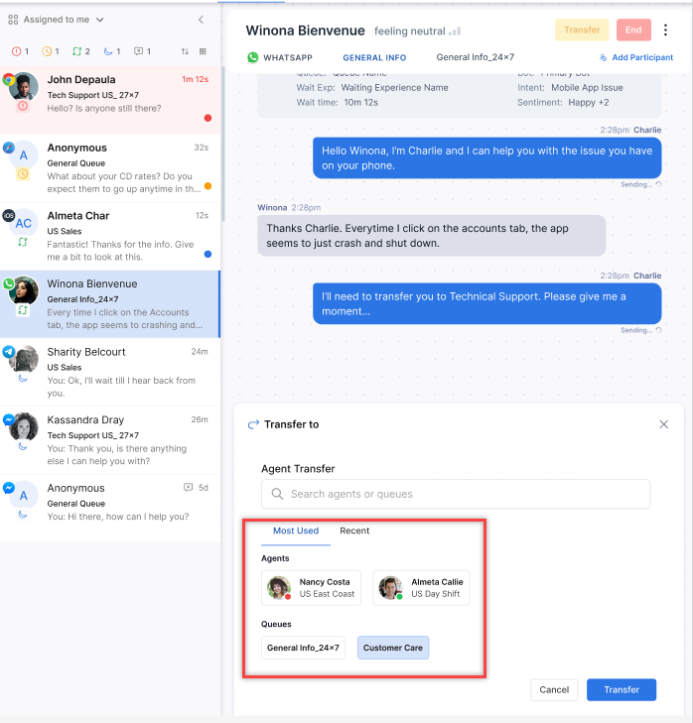 Assigned to me
1 1 2 1 1
John Depaula 1m 12s
Tech Support US_ 27x7
Hello? Is anyone still there?
A
Anonymous 32s
General Queue
What about your CD rates? Do you
expect them to go up anytime in th...
iOS
AC
Almeta Char 12s
US Sales
Fantastic! Thanks for the info. Give
me a bit to look at this.
Winona Bienvenue
General Info_24x7
Every time I click on the Accounts
tab, the app seems to crashing and...
Sharity Belcourt 24m
US Sales
You: Ok, I'll wait till I hear back from
you.
Kassandra Dray 26m
Tech Support US_ 27x7
You: Thank you, is there anything
else I can help you with?
A
Anonymous 5d
General Queue
You: Hi there, how can I help you?
Winona Bienvenue feeling neutral
Transfer End
WHATSAPP GENERAL INFO General Info_24x7 Add Participant
Queue: Queue Name Bot: Primary Bot
Wait Exp: Waiting Experience Name Intent: Mobile App Issue
Wait time: 10m 12s Sentiment: Happy +2
2:28pm Charlie
Hello Winona, I'm Charlie and I can help you with the issue you have
on your phone.
Sending...
Winona 2:28pm
Thanks Charlie. Everytime I click on the accounts tab, the app
seems to just crash and shut down.
2:28pm Charlie
I'll need to transfer you to Technical Support. Please give me a
moment...
Sending...
Transfer to
Agent Transfer
Search agents or queues
Most Used Recent
Agents
Nancy Costa Almeta Callie
US East Coast US Day Shift
Queues
General Info_24x7 Customer Care
Cancel Transfer